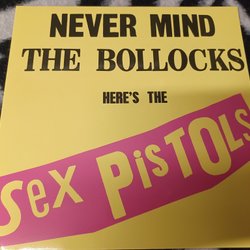 NEVER MIND
THE BOLLOCKS
HERE'S THE
Sex PisTOLs